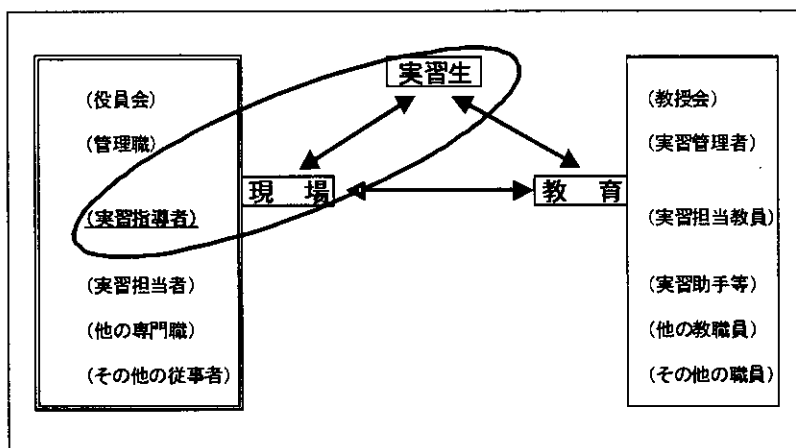 実習生
(役員会)
(管理職)
(実習指導者)
(実習担当者)
(他の専門職)
(その他の従事者)
現 場
教 育
(教授会)
(実習管理者)
(実習担当教員)
(実習助手等)
(他の教職員)
(その他の職員)